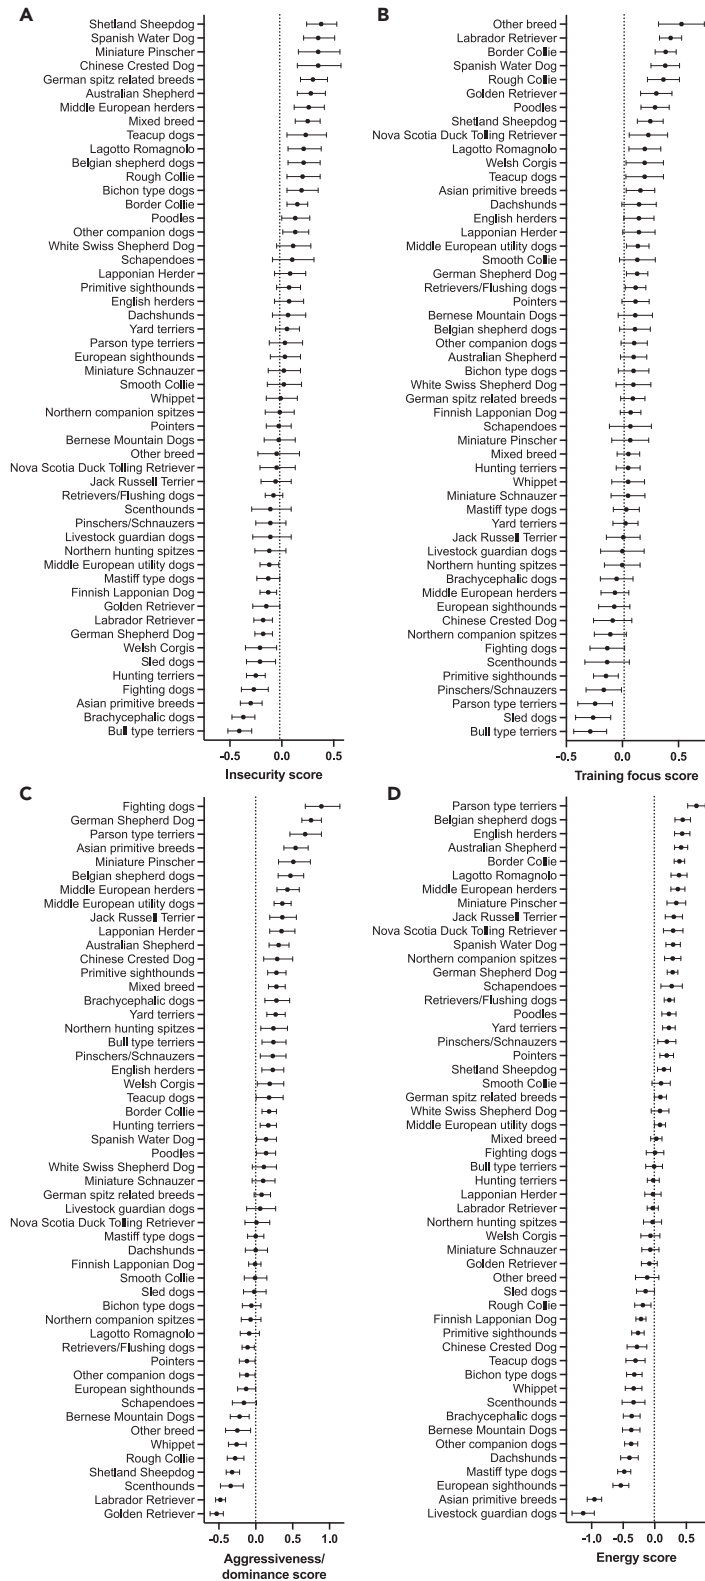 A
Shetland Sheepdog
Spanish Water Dog
Miniature Pinscher
Chinese Crested Dog
German spitz related breeds
Australian Shepherd
Middle European herders
Mixed breed
Teacup dogs
Lagotto Romagnolo
Belgian shepherd dogs
Rough Collie
Bichon type dogs
Border Collie
Poodles
Other companion dogs
White Swiss Shepherd Dog
Schapendoes
Lapponian Herder
Primitive sighthounds
English herders
Dachshunds
Yard terriers
Parson type terriers
European sighthounds
Miniature Schnauzer
Smooth Collie
Whippet
Northern companion spitzes
Pointers
Bernese Mountain Dogs
Other breed
Nova Scotia Duck Tolling Retriever
Jack Russell Terrier
Retrievers/Flushing dogs
Scenthounds
Pinschers/Schnauzers
Livestock guardian dogs
Northern hunting spitzes
Middle European utility dogs
Mastiff type dogs
Finnish Lapponian Dog
Golden Retriever
Labrador Retriever
German Shepherd Dog
Welsh Corgis
Sled dogs
Hunting terriers
Fighting dogs
Asian primitive breeds
Brachycephalic dogs
Bull type terriers
-0.5 0.0 0.5
Insecurity score
B
Other breed
Labrador Retriever
Border Collie
Spanish Water Dog
Rough Collie
Golden Retriever
Poodles
Shetland Sheepdog
Nova Scotia Duck Tolling Retriever
Lagotto Romagnolo
Welsh Corgis
Teacup dogs
Asian primitive breeds
Dachshunds
English herders
Lapponian Herder
Middle European utility dogs
Smooth Collie
German Shepherd Dog
Retrievers/Flushing dogs
Pointers
Bernese Mountain Dogs
Belgian shepherd dogs
Other companion dogs
Australian Shepherd
Bichon type dogs
White Swiss Shepherd Dog
German spitz related breeds
Finnish Lapponian Dog
Schapendoes
Miniature Pinscher
Mixed breed
Hunting terriers
Whippet
Miniature Schnauzer
Mastiff type dogs
Yard terriers
Jack Russell Terrier
Livestock guardian dogs
Northern hunting spitzes
Brachycephalic dogs
Middle European herders
European sighthounds
Chinese Crested Dog
Northern companion spitzes
Fighting dogs
Scenthounds
Primitive sighthounds
Pinschers/Schnauzers
Parson type terriers
Sled dogs
Bull type terriers
-0.5 0.0 0.5
Training focus score
C
Fighting dogs
German Shepherd Dog
Parson type terriers
Asian primitive breeds
Miniature Pinscher
Belgian shepherd dogs
Middle European herders
Middle European utility dogs
Jack Russell Terrier
Lapponian Herder
Australian Shepherd
Chinese Crested Dog
Primitive sighthounds
Mixed breed
Brachycephalic dogs
Yard terriers
Northern hunting spitzes
Bull type terriers
Pinschers/Schnauzers
English herders
Welsh Corgis
Teacup dogs
Border Collie
Hunting terriers
Spanish Water Dog
Poodles
White Swiss Shepherd Dog
Miniature Schnauzer
German spitz related breeds
Livestock guardian dogs
Nova Scotia Duck Tolling Retriever
Mastiff type dogs
Dachshunds
Finnish Lapponian Dog
Smooth Collie
Sled dogs
Bichon type dogs
Northern companion spitzes
Lagotto Romagnolo
Retrievers/Flushing dogs
Pointers
Other companion dogs
European sighthounds
Schapendoes
Bernese Mountain Dogs
Other breed
Whippet
Rough Collie
Shetland Sheepdog
Scenthounds
Labrador Retriever
Golden Retriever
-0.5 0.0 0.5 1.0
Aggressiveness/
dominance score
D
Parson type terriers
Belgian shepherd dogs
English herders
Australian Shepherd
Border Collie
Lagotto Romagnolo
Middle European herders
Miniature Pinscher
Jack Russell Terrier
Nova Scotia Duck Tolling Retriever
Spanish Water Dog
Northern companion spitzes
German Shepherd Dog
Schapendoes
Retrievers/Flushing dogs
Poodles
Yard terriers
Pinschers/Schnauzers
Pointers
Shetland Sheepdog
Smooth Collie
German spitz related breeds
White Swiss Shepherd Dog
Middle European utility dogs
Mixed breed
Fighting dogs
Bull type terriers
Hunting terriers
Lapponian Herder
Labrador Retriever
Northern hunting spitzes
Welsh Corgis
Miniature Schnauzer
Golden Retriever
Other breed
Sled dogs
Rough Collie
Finnish Lapponian Dog
Primitive sighthounds
Chinese Crested Dog
Teacup dogs
Bichon type dogs
Whippet
Scenthounds
Brachycephalic dogs
Bernese Mountain Dogs
Other companion dogs
Dachshunds
Mastiff type dogs
European sighthounds
Asian primitive breeds
Livestock guardian dogs
-1.0 -0.5 0.0 0.5
Energy score